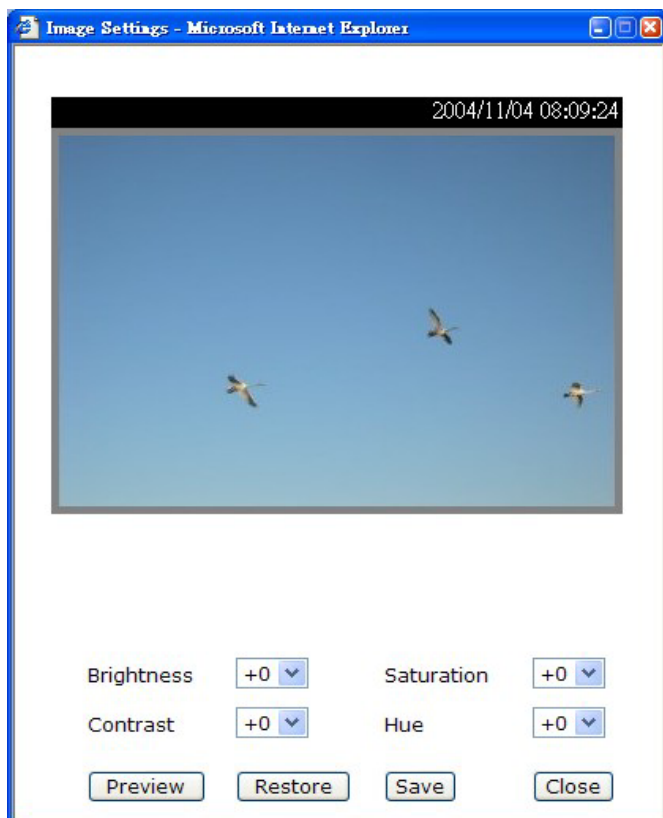 Image Settings - Microsoft Internet Explorer
2004/11/04 08:09:24
Brightness +0 Saturation +0
Contrast +0 Hue +0
Preview Restore Save Close